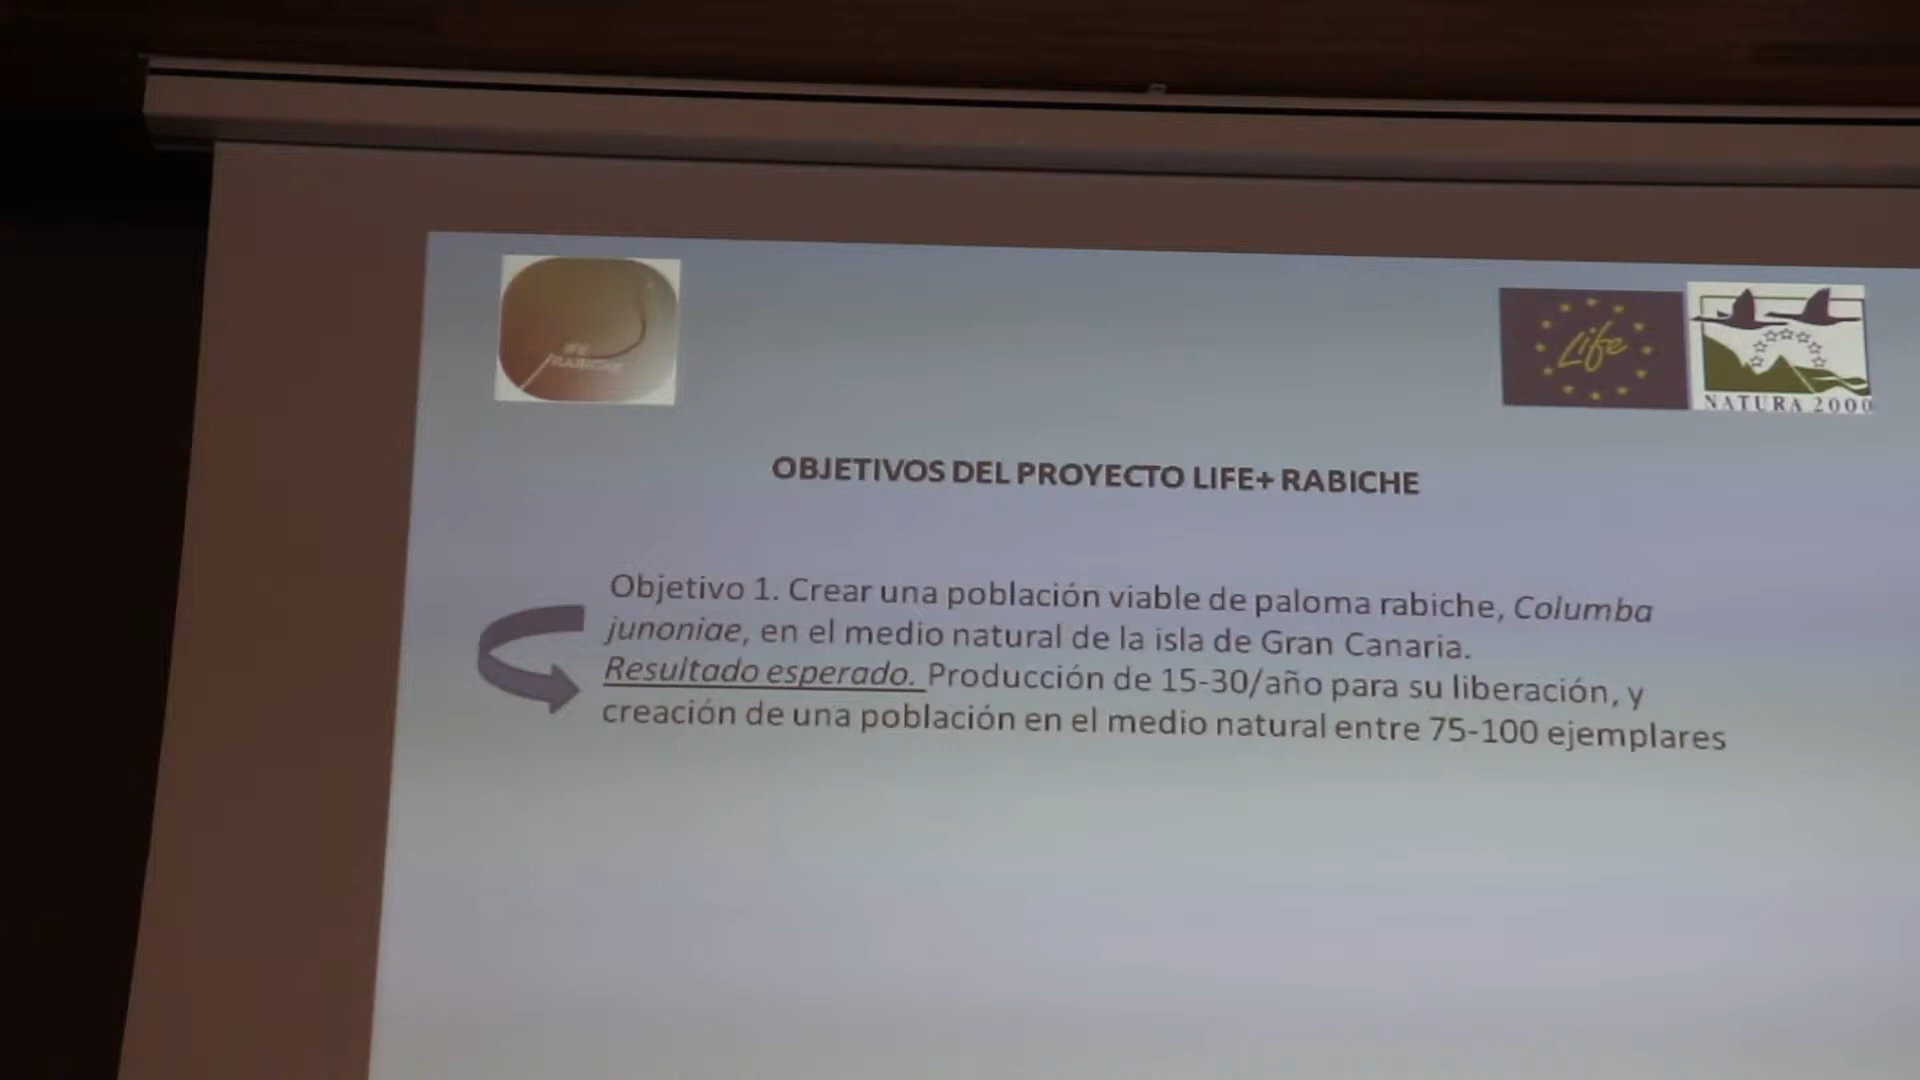 LIFE
RABICHE
Life
NATURA 2000
OBJETIVOS DEL PROYECTO LIFE+ RABICHE
Objetivo 1. Crear una población viable de paloma rabiche, Columba
junoniae, en el medio natural de la isla de Gran Canaria.
Resultado esperado. Producción de 15-30/año para su liberación, y
creación de una población en el medio natural entre 75-100 ejemplares